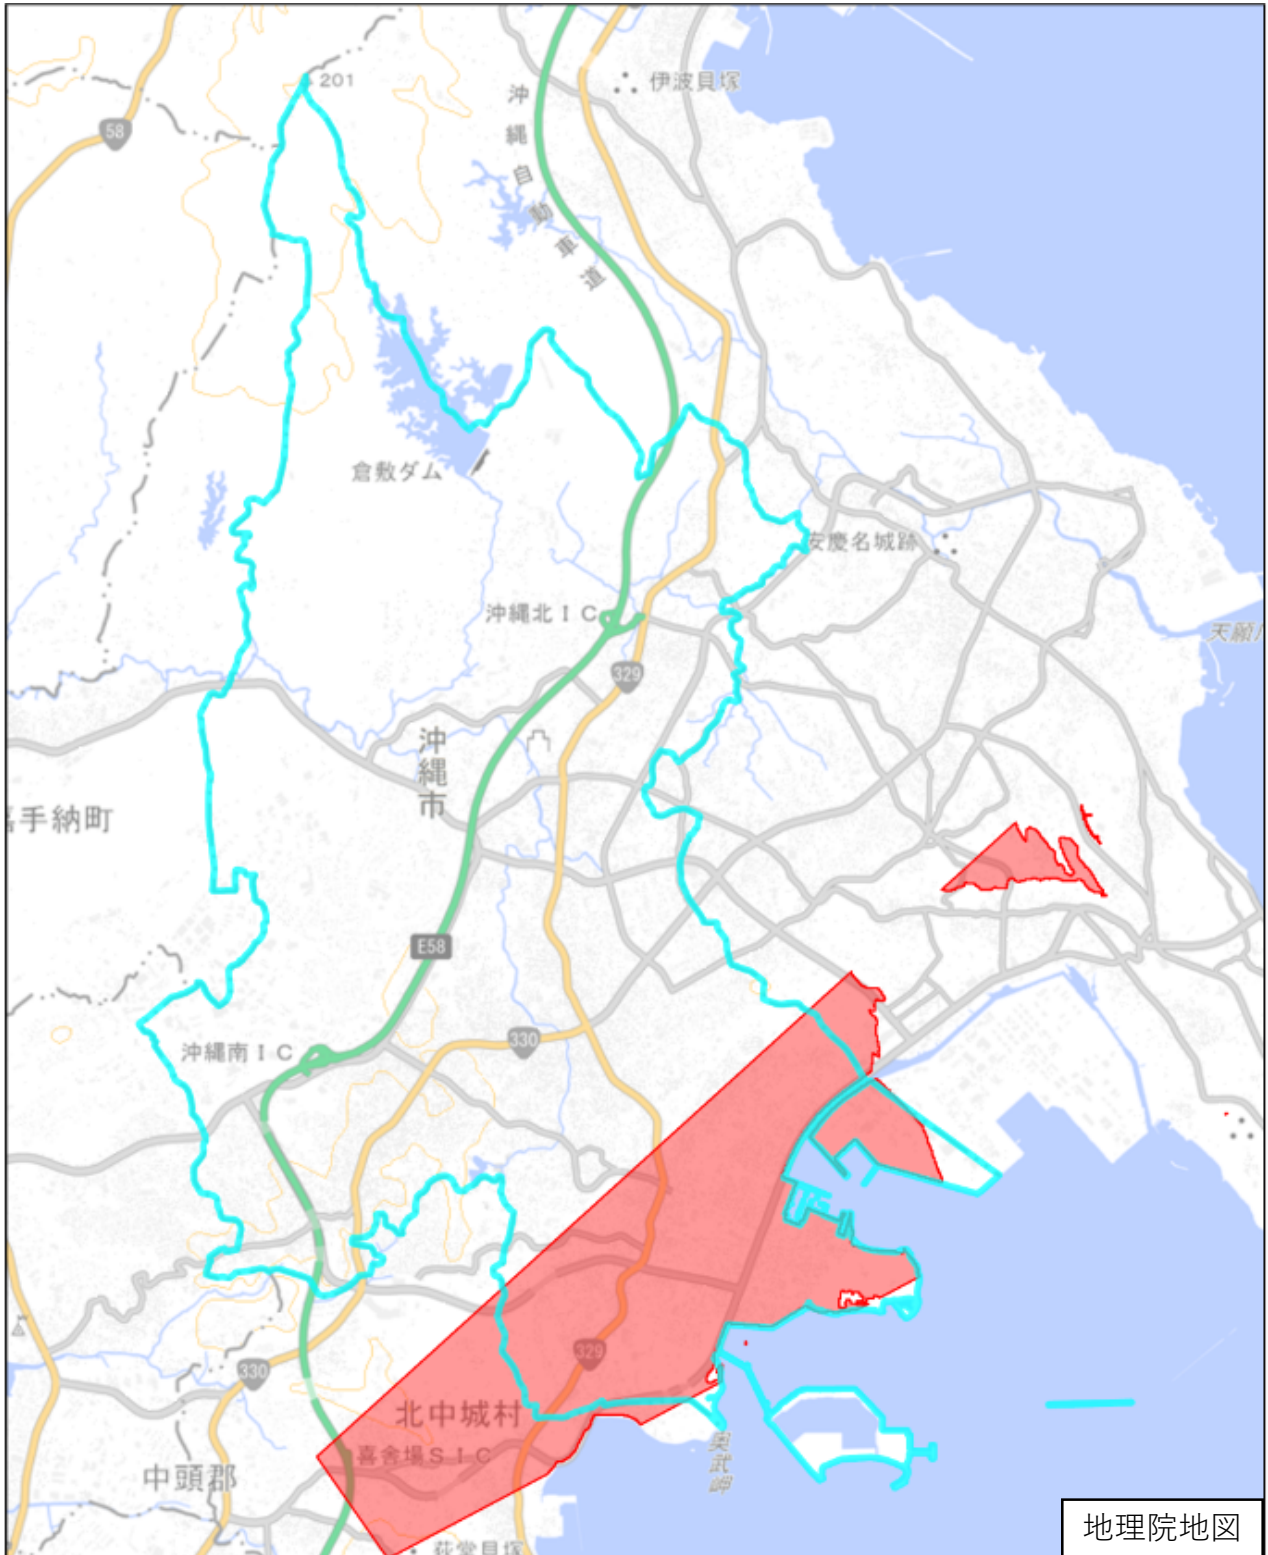 201
伊波貝塚
58
沖縄自動車道
倉敷ダム
安慶名城跡
沖縄北IC
天願川
329
沖縄市
手納町
E58
沖縄南IC
330
329
330
北中城村
喜舎場SIC
中頭郡
奥武岬
荻堂貝塚
地理院地図